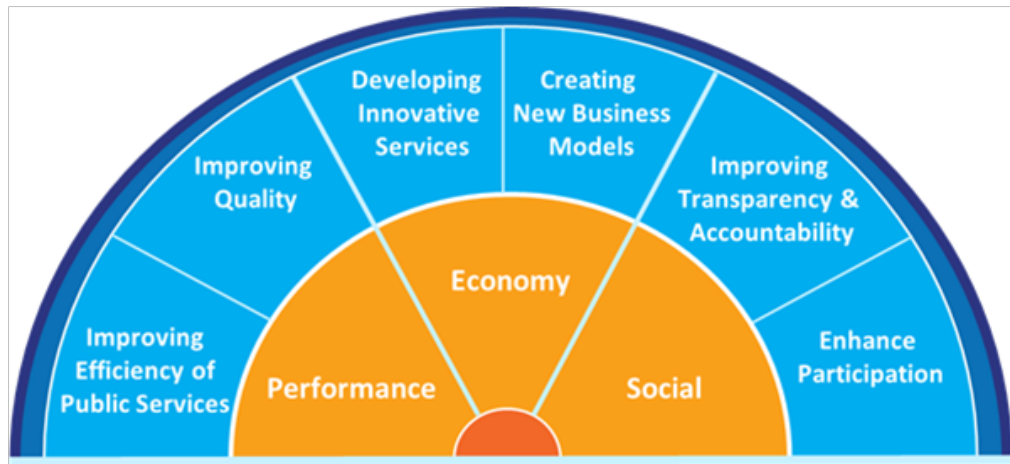 Developing
Innovative
Services
Creating
New Business
Models
Improving
Quality
Improving
Transparency &
Accountability
Economy
Improving
Efficiency of
Public Services
Performance
Social
Enhance
Participation